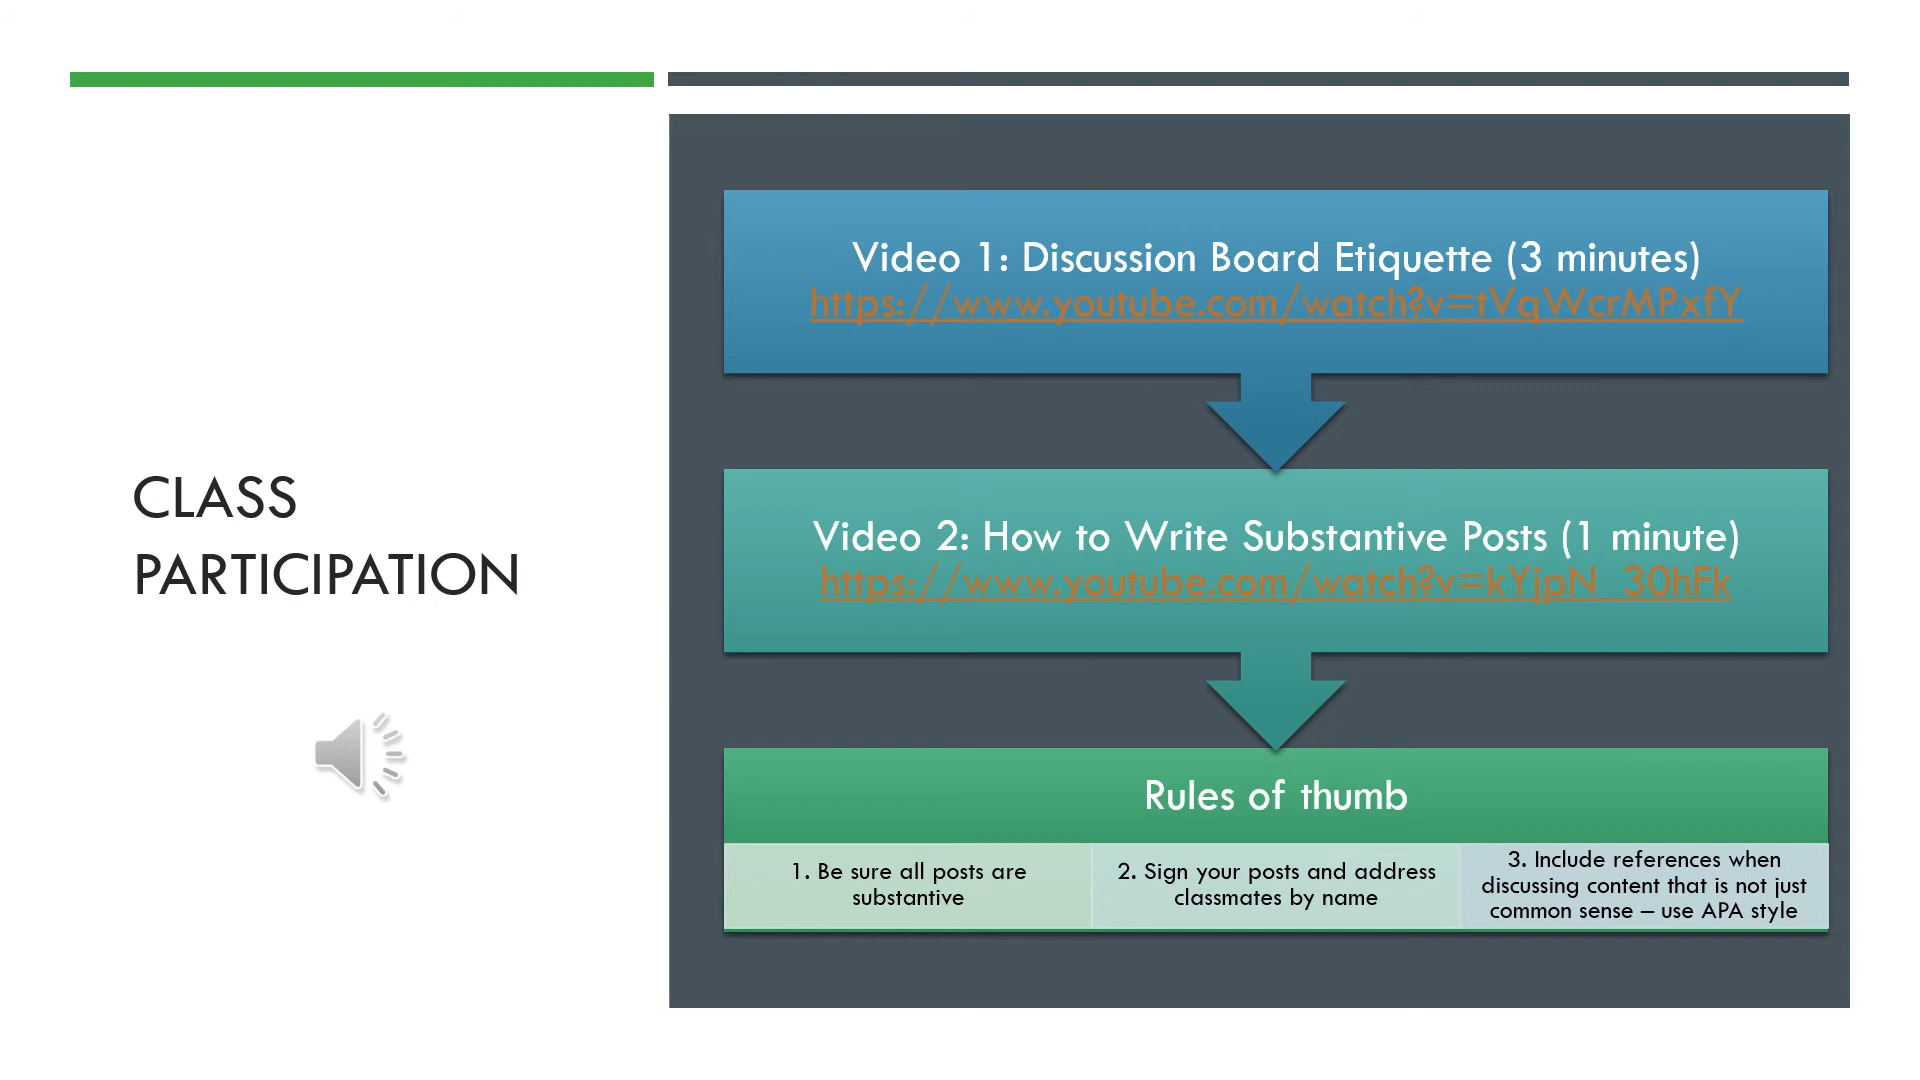 CLASS
PARTICIPATION
Video 1: Discussion Board Etiquette (3 minutes)
https://www.youtube.com/watch?v=tVqWcrMPxfY
Video 2: How to Write Substantive Posts (1 minute)
https://www.youtube.com/watch?v=kYjpN_30hFk
Rules of thumb
1. Be sure all posts are
substantive
2. Sign your posts and address
classmates by name
3. Include references when
discussing content that is not just
common sense – use APA style